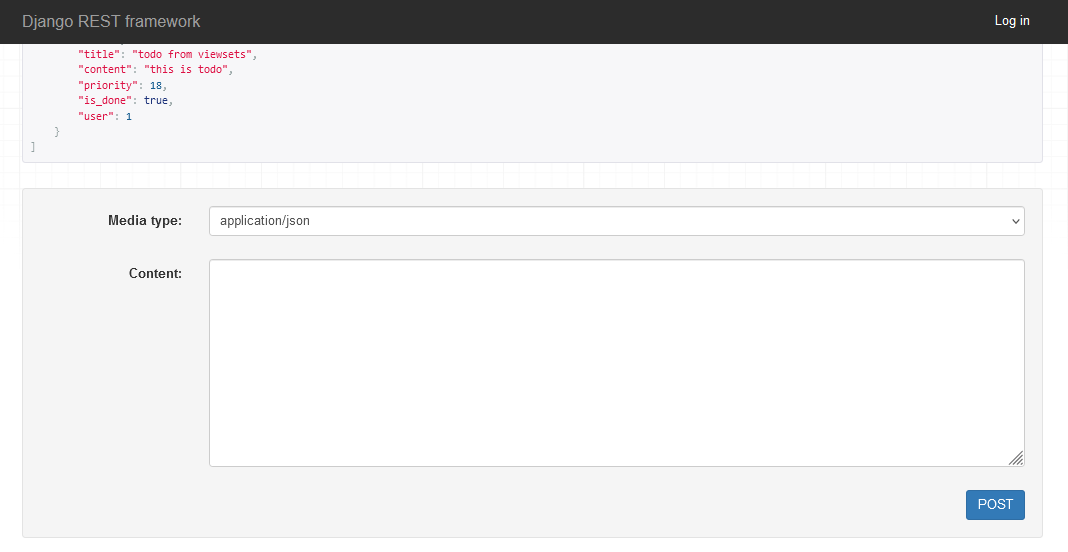 Django REST framework
Log in
"title": "todo from viewsets",
"content": "this is todo",
"priority": 18,
"is_done": true,
"user": 1
}
]
Media type:
application/json
Content:
POST